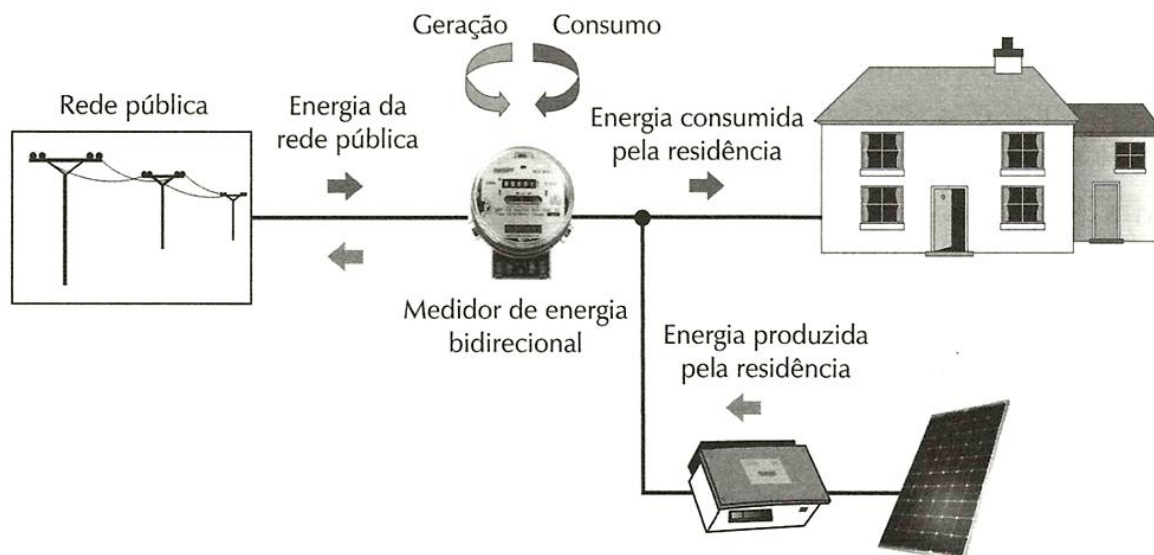 Geração
Consumo
Rede pública
Energia da
rede pública
Energia consumida
pela residência
Medidor de energia
bidirecional
Energia produzida
pela residência